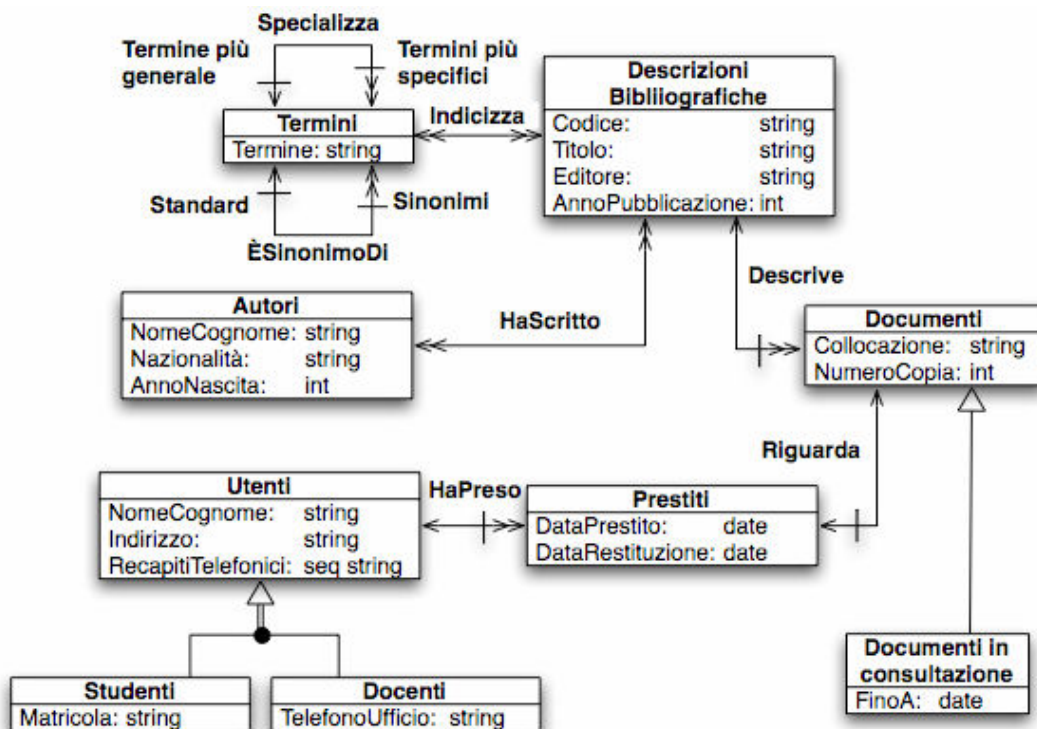 Specializza
Termine più
generale
Termini più
specifici
Termini
Termine: string
Indicizza
Descrizioni
Bibliiografiche
Codice: string
Titolo: string
Editore: string
AnnoPubblicazione: int
Standard
Sinonimi
ÈSinonimoDi
Descrive
Autori
NomeCognome: string
Nazionalità: string
AnnoNascita: int
HaScritto
Documenti
Collocazione: string
NumeroCopia: int
Riguarda
Utenti
NomeCognome: string
Indirizzo: string
RecapitiTelefonici: seq string
HaPreso
Prestiti
DataPrestito: date
DataRestituzione: date
Documenti in
consultazione
FinoA: date
Studenti
Matricola: string
Docenti
TelefonoUfficio: string